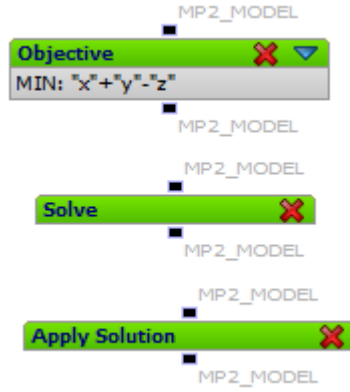 MP2_MODEL
Objective
MIN: "x"+"y"-"z"
MP2_MODEL
MP2_MODEL
Solve
MP2_MODEL
MP2_MODEL
Apply Solution
MP2_MODEL